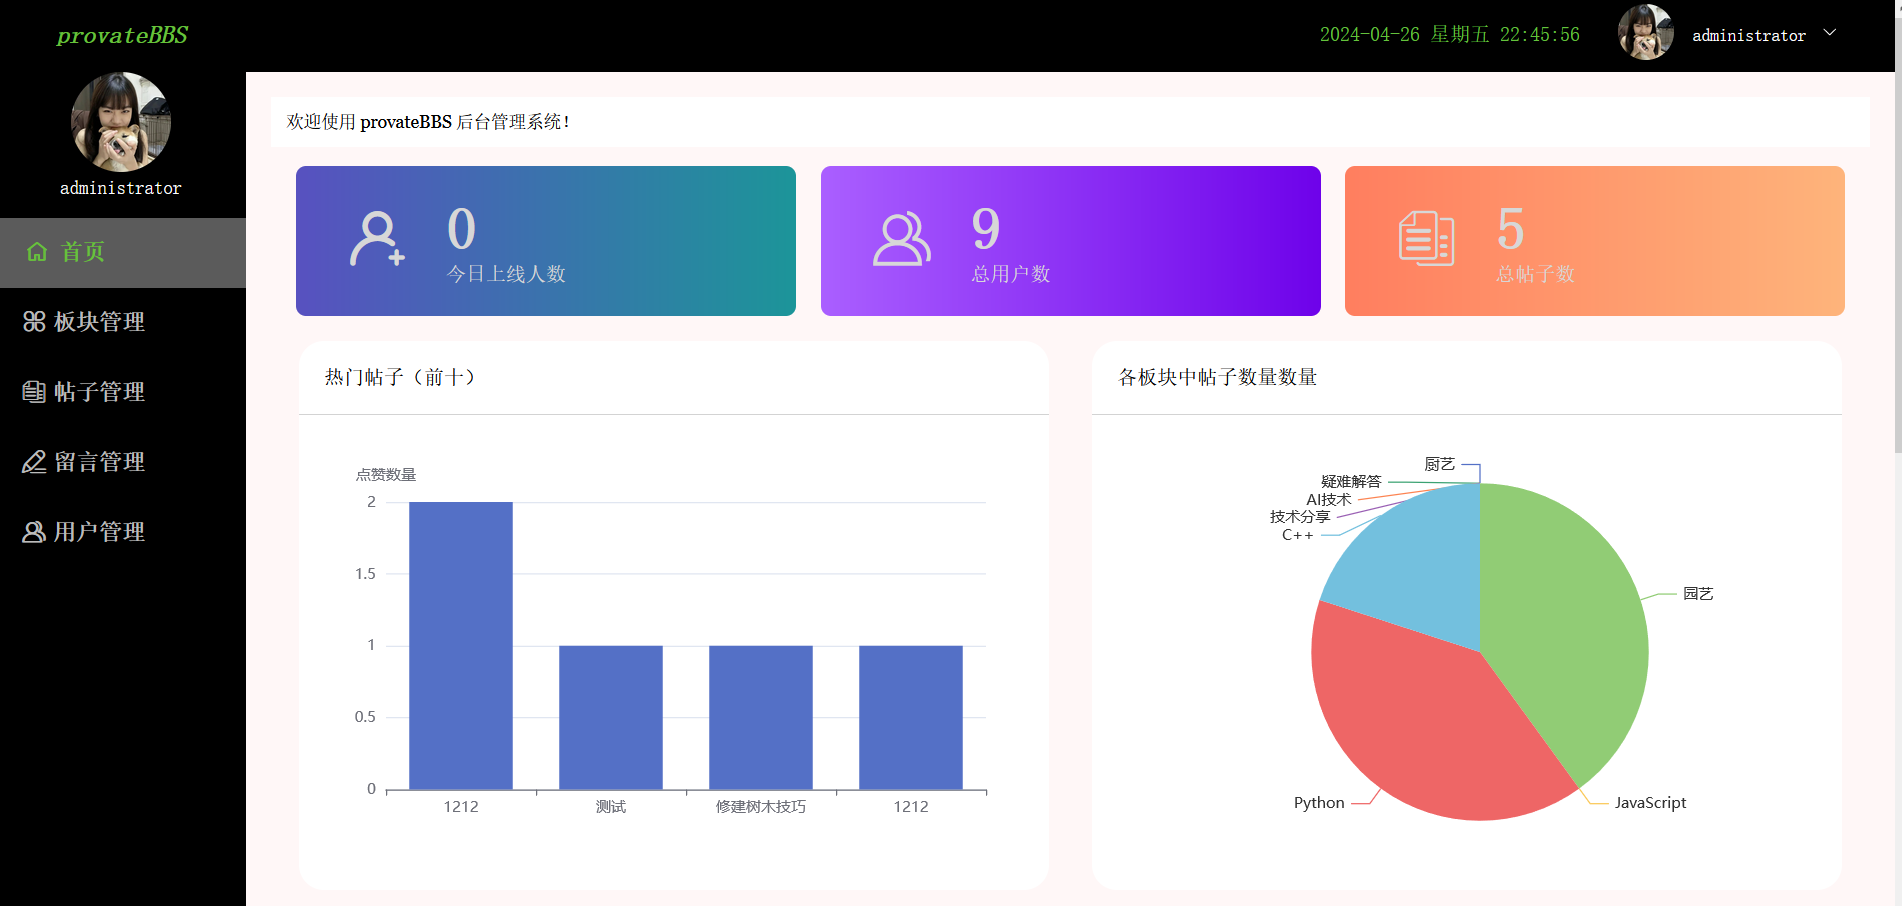 provateBBS
2024-04-26 星期五 22:45:56
administrator
administrator
首页
板块管理
帖子管理
留言管理
用户管理
欢迎使用 provateBBS 后台管理系统！
0
今日上线人数
9
总用户数
5
总帖子数
热门帖子（前十）
点赞数量
2
1.5
1
0.5
0
1212
测试
修建树木技巧
1212
各板块中帖子数量数量
厨艺
疑难解答
AI技术
技术分享
C++
园艺
Python
JavaScript